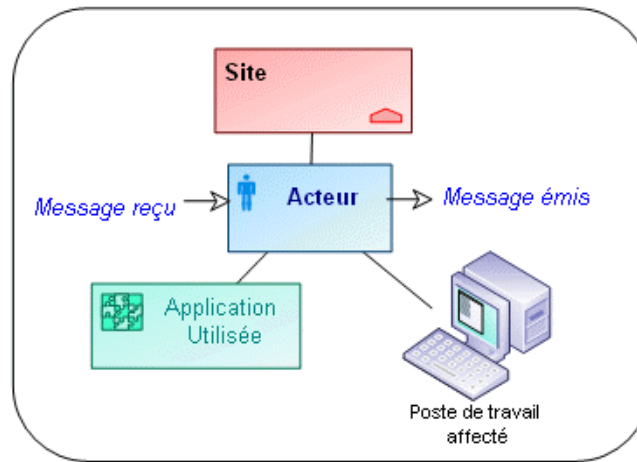 Site
Message reçu
Acteur
Message émis
Application
Utilisée
Poste de travail
affecté